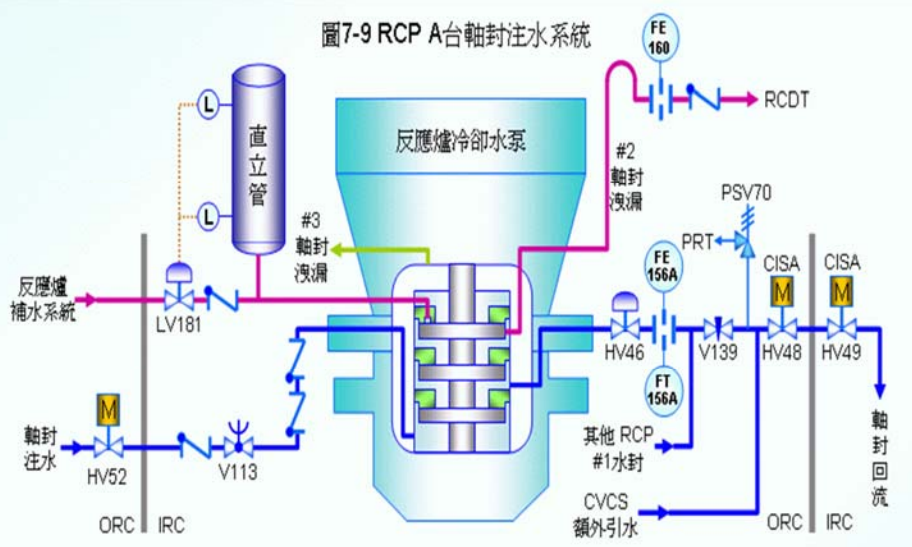 圖7-9 RCP A台軸封注水系統
FE
160
RCDT
L
直
立
管
反應爐冷卻水泵
#2
軸封
洩漏
PSV70
L
#3
軸封
洩漏
PRT
FE
156A
CISA
M
CISA
M
反應爐
補水系統
LV181
HV46
V139
HV48
HV49
FT
156A
M
軸封
注水
HV52
V113
其他 RCP
#1水封
軸
封
回
流
CVCS
額外引水
ORC
IRC
ORC
IRC